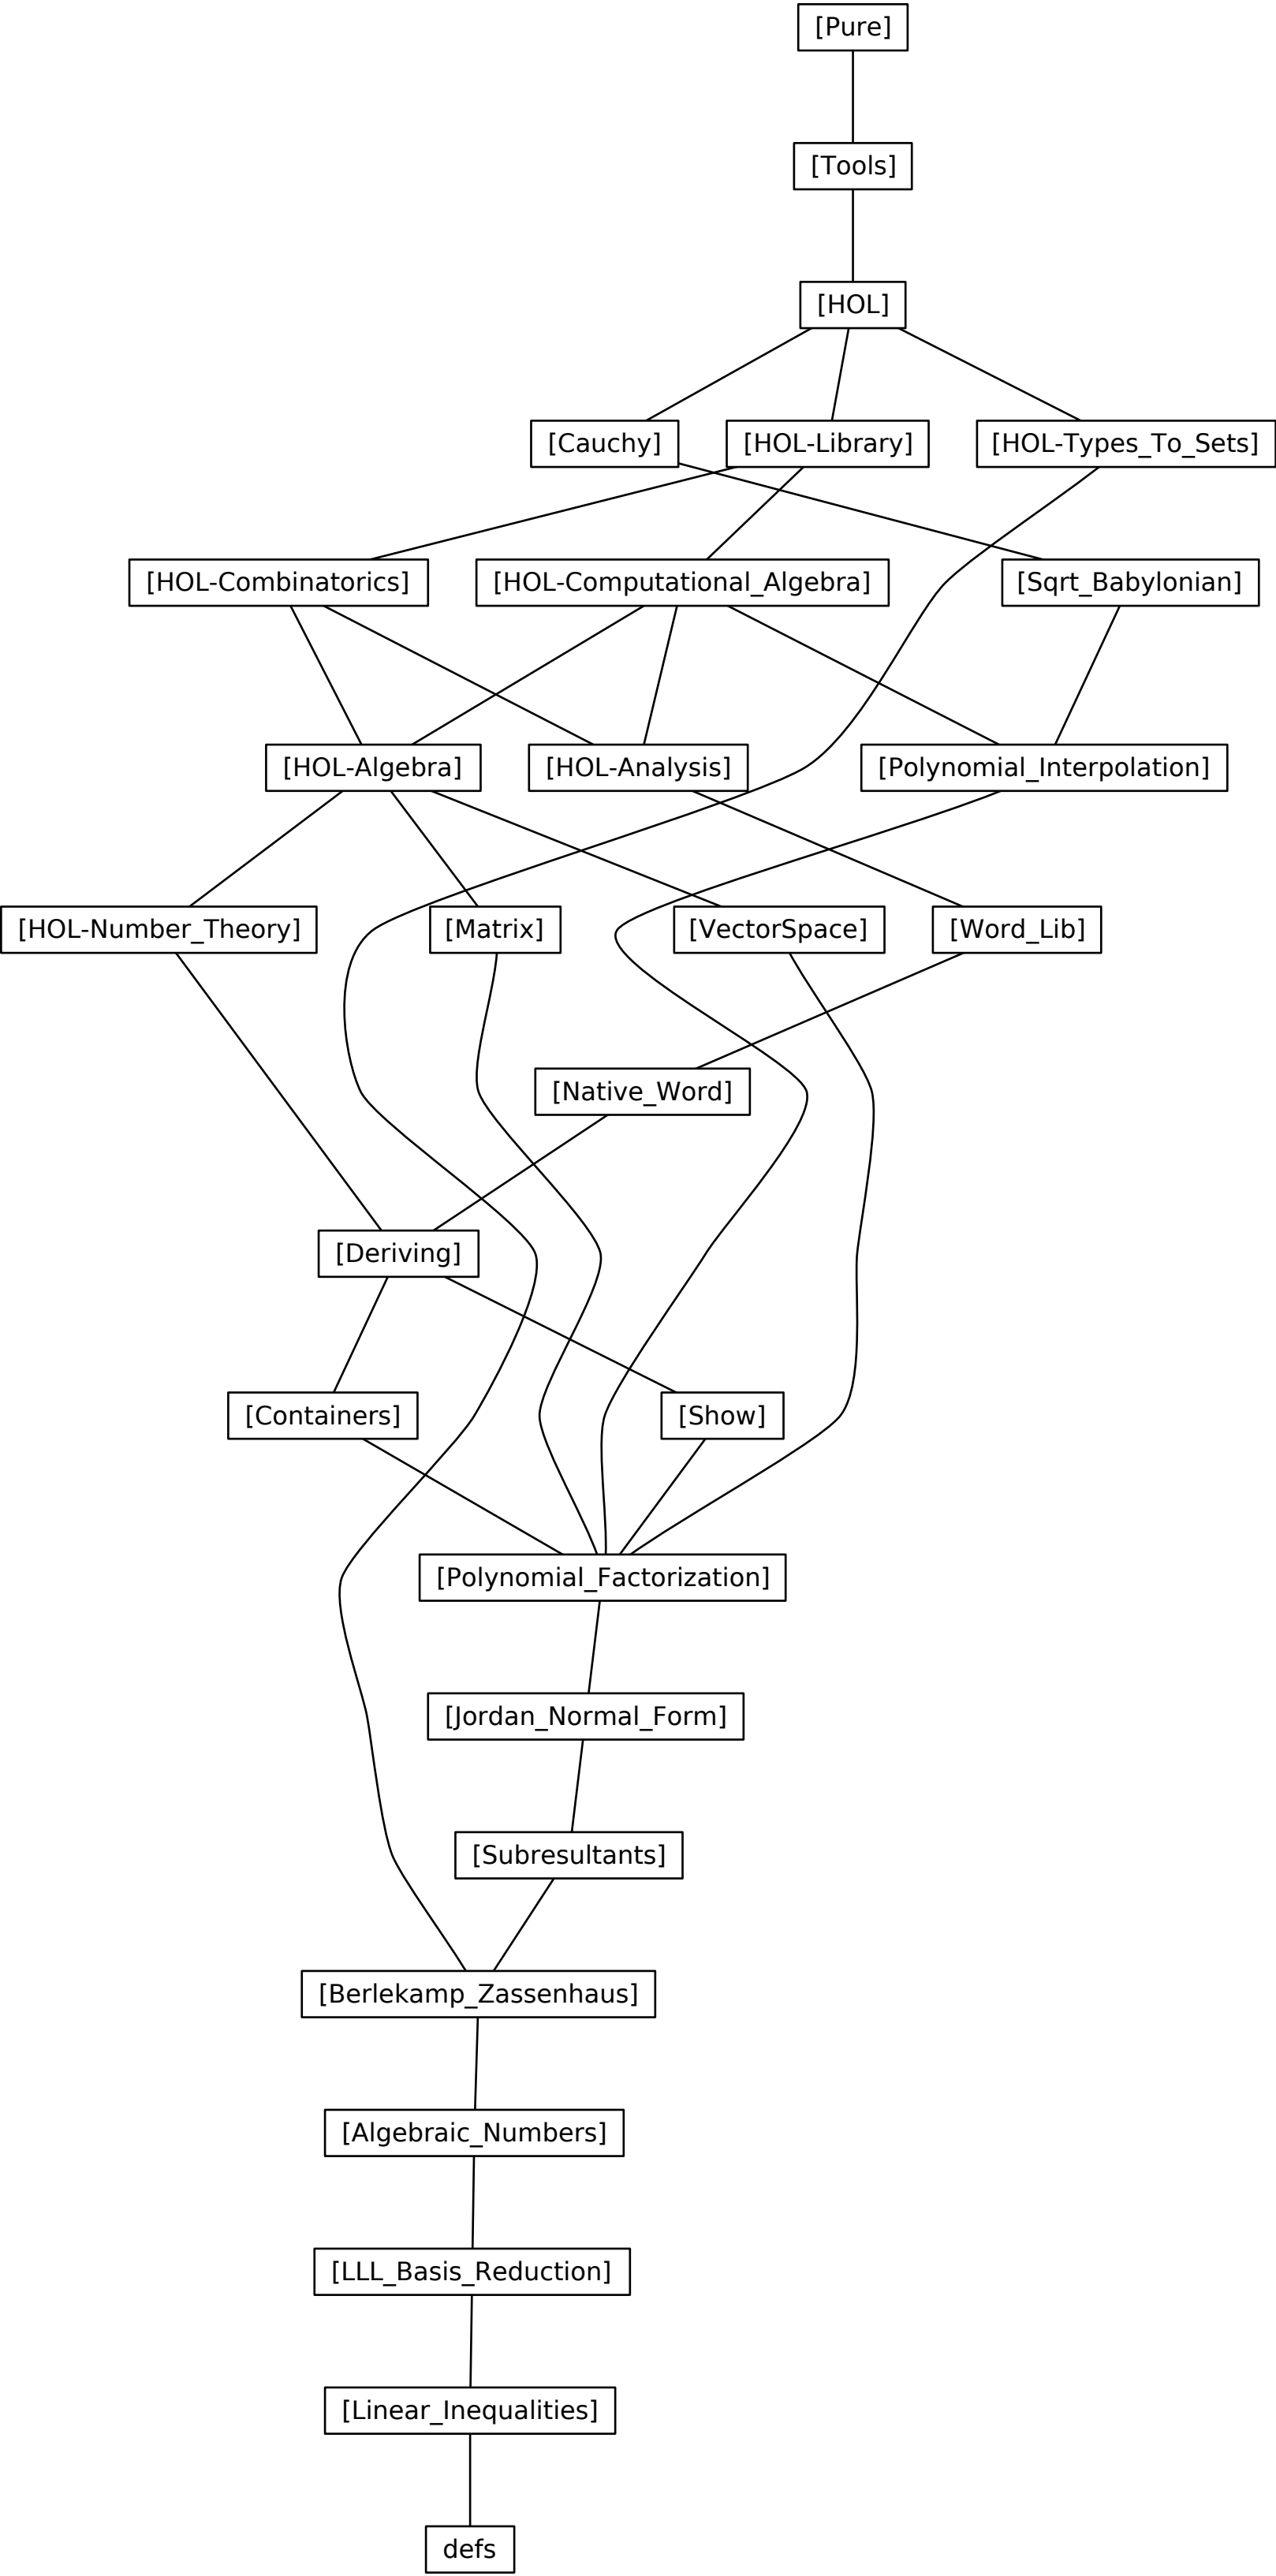 [Pure]
[Tools]
[HOL]
[Cauchy]
[HOL-Library]
[HOL-Types_To_Sets]
[HOL-Combinatorics]
[HOL-Computational_Algebra]
[Sqrt_Babylonian]
[HOL-Algebra]
[HOL-Analysis]
[Polynomial_Interpolation]
[HOL-Number_Theory]
[Matrix]
[VectorSpace]
[Word_Lib]
[Native_Word]
[Deriving]
[Containers]
[Show]
[Polynomial_Factorization]
[Jordan_Normal_Form]
[Subresultants]
[Berlekamp_Zassenhaus]
[Algebraic_Numbers]
[LLL_Basis_Reduction]
[Linear_Inequalities]
defs